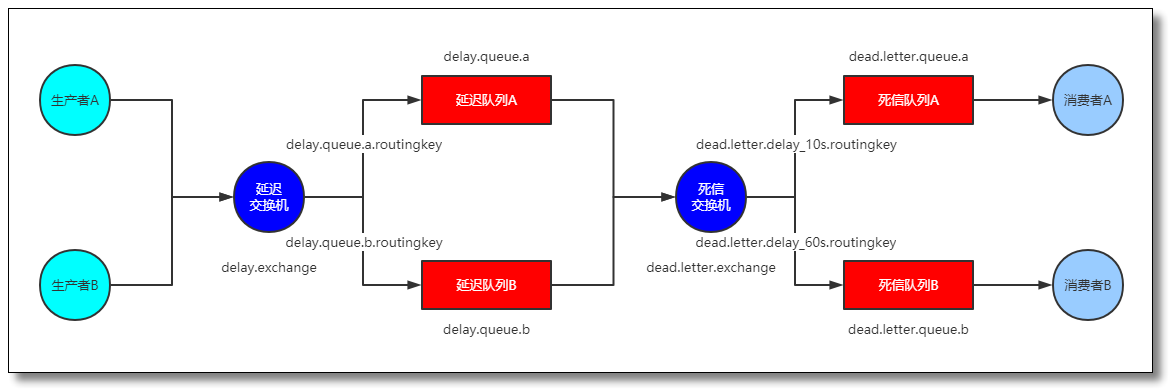 delay.queue.a
dead.letter.queue.a
生产者A
延迟队列A
死信队列A
消费者A
delay.queue.a.routingkey
dead.letter.delay_10s.routingkey
延迟
交换机
死信
交换机
delay.queue.b.routingkey
dead.letter.delay_60s.routingkey
delay.exchange
dead.letter.exchange
生产者B
延迟队列B
死信队列B
消费者B
delay.queue.b
dead.letter.queue.b